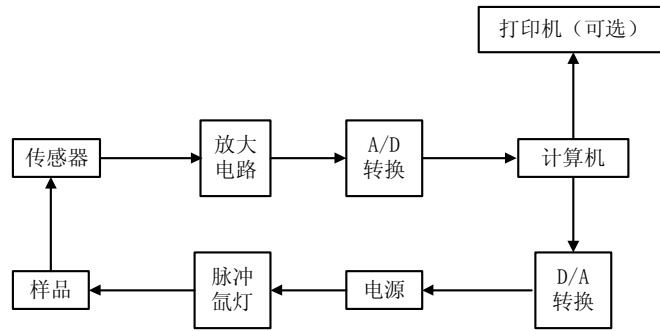 打印机（可选）
传感器
放大
电路
A/D
转换
计算机
样品
脉冲
氙灯
电源
D/A
转换